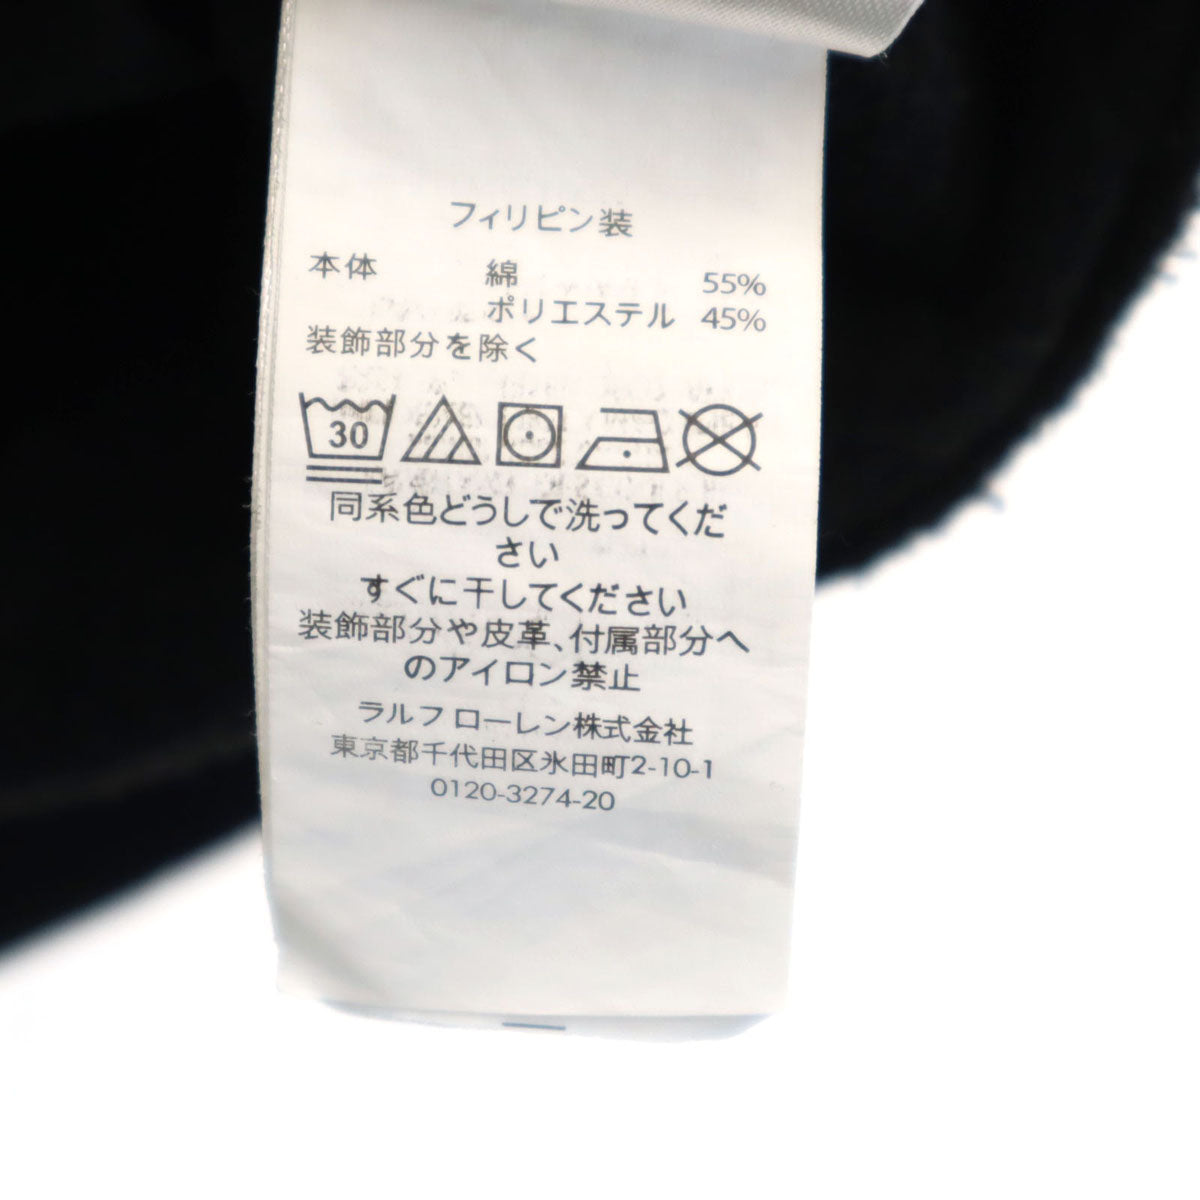 フィリピン装
本体 綿 55%
ポリエステル 45%
装飾部分を除く
30
同系色どうしで洗ってくだ
さい
すぐに干してください
装飾部分や皮革、付属部分へ
のアイロン禁止
ラルフ ローレン株式会社
東京都千代田区氷田町2-10-1
0120-3274-20